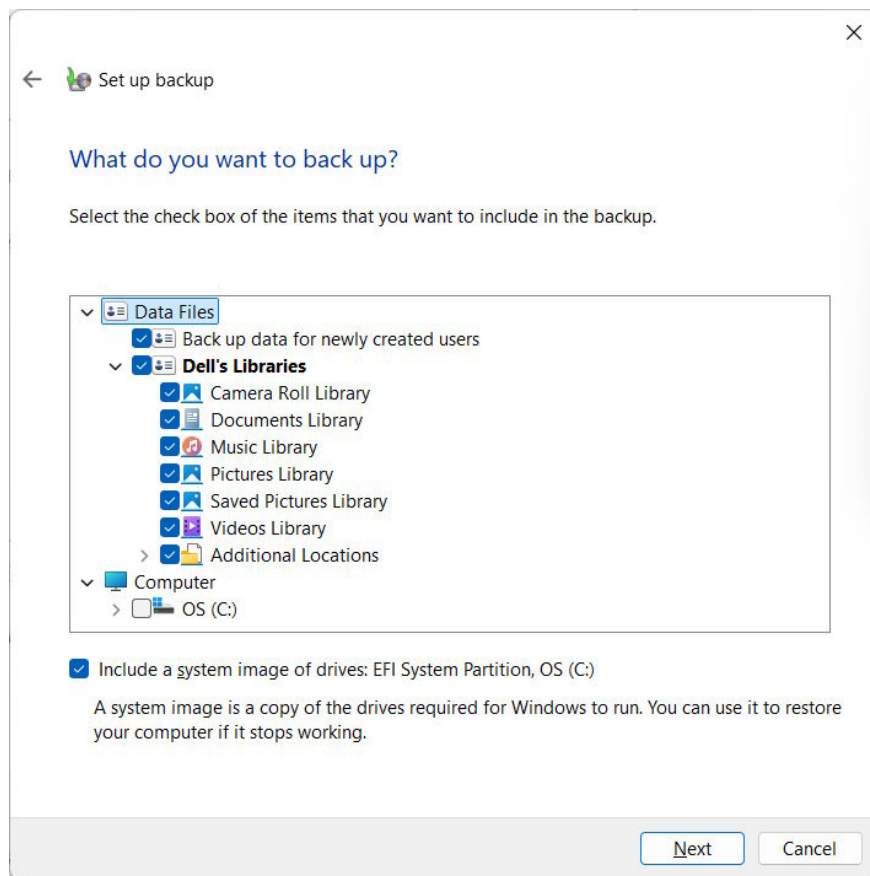 Set up backup
What do you want to back up?
Select the check box of the items that you want to include in the backup.
Data Files
Back up data for newly created users
Dell's Libraries
Camera Roll Library
Documents Library
Music Library
Pictures Library
Saved Pictures Library
Videos Library
Additional Locations
Computer
OS (C:)
Include a system image of drives: EFI System Partition, OS (C:)
A system image is a copy of the drives required for Windows to run. You can use it to restore
your computer if it stops working.
Next Cancel